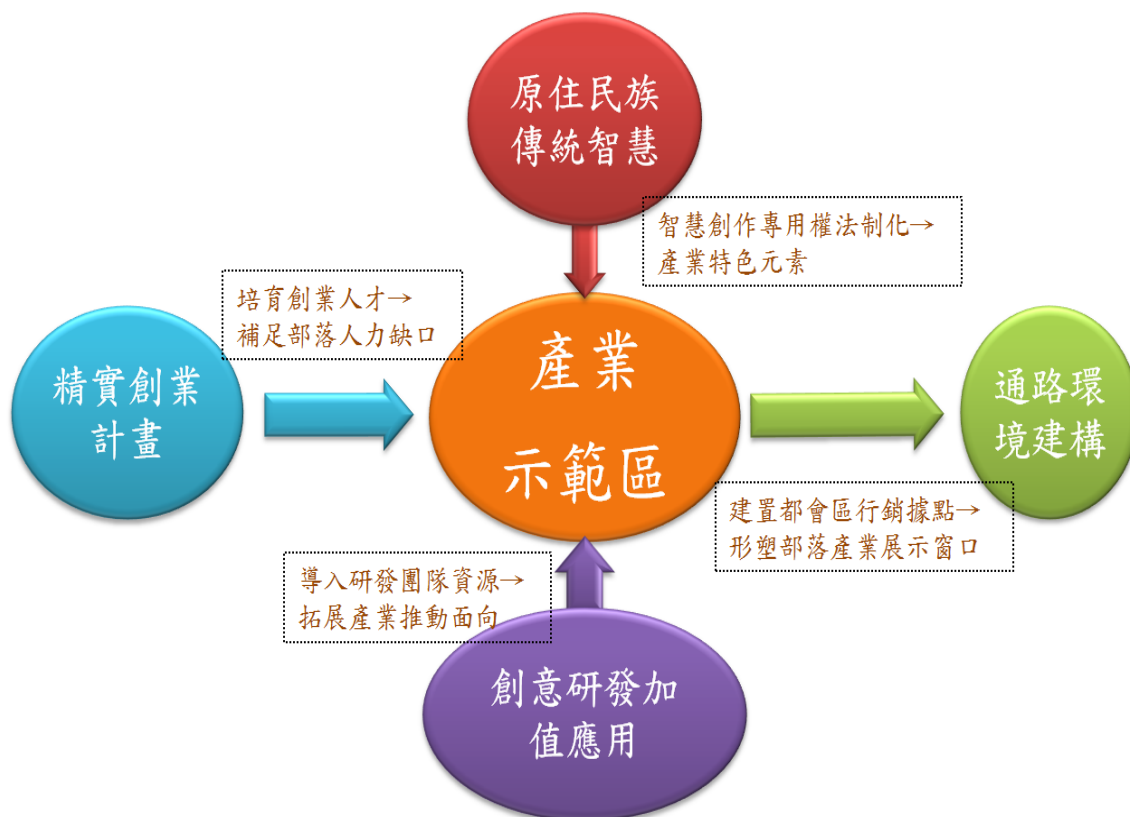 原住民族
傳統智慧
智慧創作專用權法制化→
產業特色元素
培育創業人才→
補足部落人力缺口
精實創業
計畫
產業
示範區
通路環
境建構
建置都會區行銷據點→
形塑部落產業展示窗口
導入研發團隊資源→
拓展產業推動面向
創意研發加
值應用